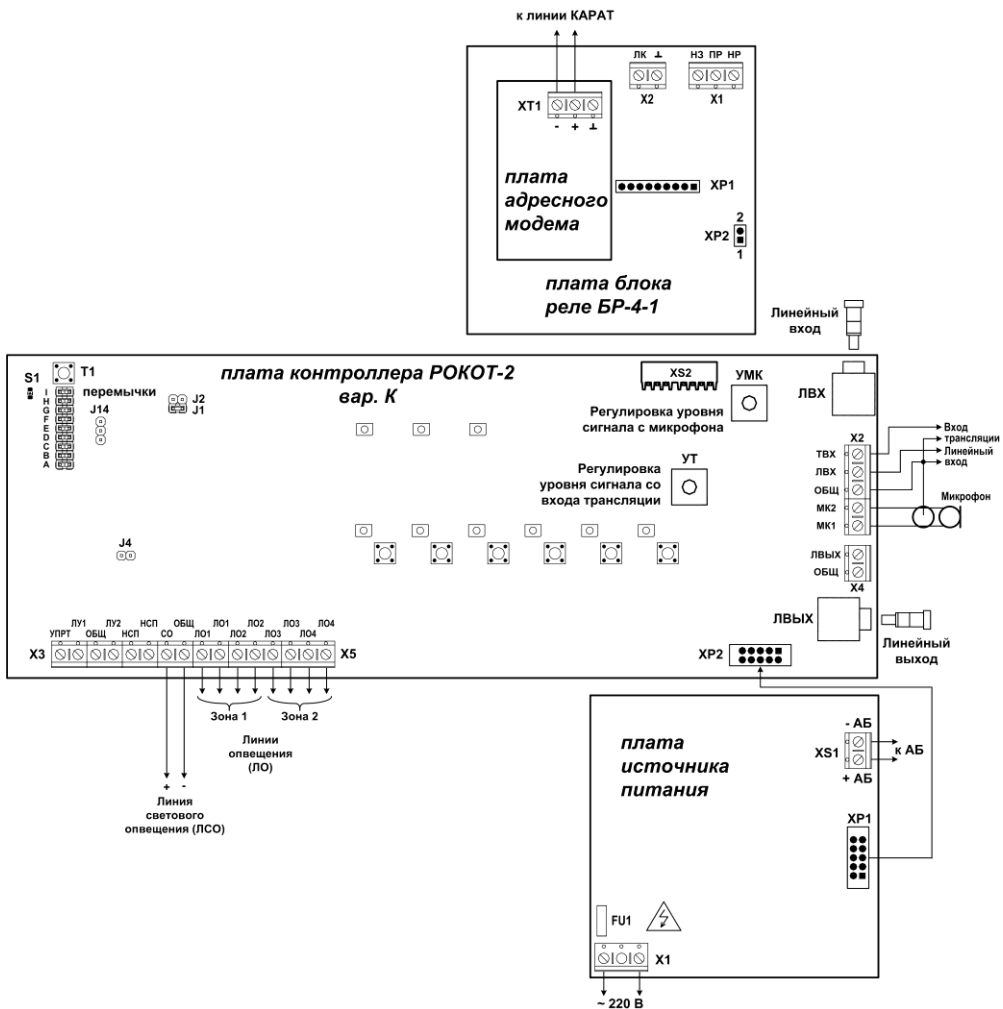 к линии КАРАТ
ЛК ⊥
НЗ ПР НР
X2
X1
XT1
- + ⊥
плата
адресного
модема
XP1
2
XP2
1
плата блока
реле БР-4-1
Линейный
вход
S1
T1
перемычки
I
H
G
F
E
D
C
B
A
J14
J2
J1
плата контроллера РОКОТ-2
вар. К
XS2
УМК
Регулировка уровня
сигнала с микрофона
УТ
Регулировка
уровня сигнала со
входа трансляции
ЛВХ
X2
ТВХ
ЛВХ
ОБЩ
МК2
МК1
Вход
трансляции
Линейный
вход
Микрофон
ЛВЫХ
ОБЩ
X4
ЛВЫХ
Линейный
выход
J4
ЛУ1 ЛУ2 НСП ОБЩ ЛО1 ЛО2 ЛО3 ЛО4
УПРТ ОБЩ НСП СО ЛО1 ЛО2 ЛО3 ЛО4
X3
X5
XP2
Зона 1
Зона 2
Линии
опвещения
(ЛО)
+ -
Линия
светового
опвещения (ЛСО)
плата
источника
питания
- АБ
XS1
к АБ
+ АБ
XP1
FU1
X1
~ 220 В